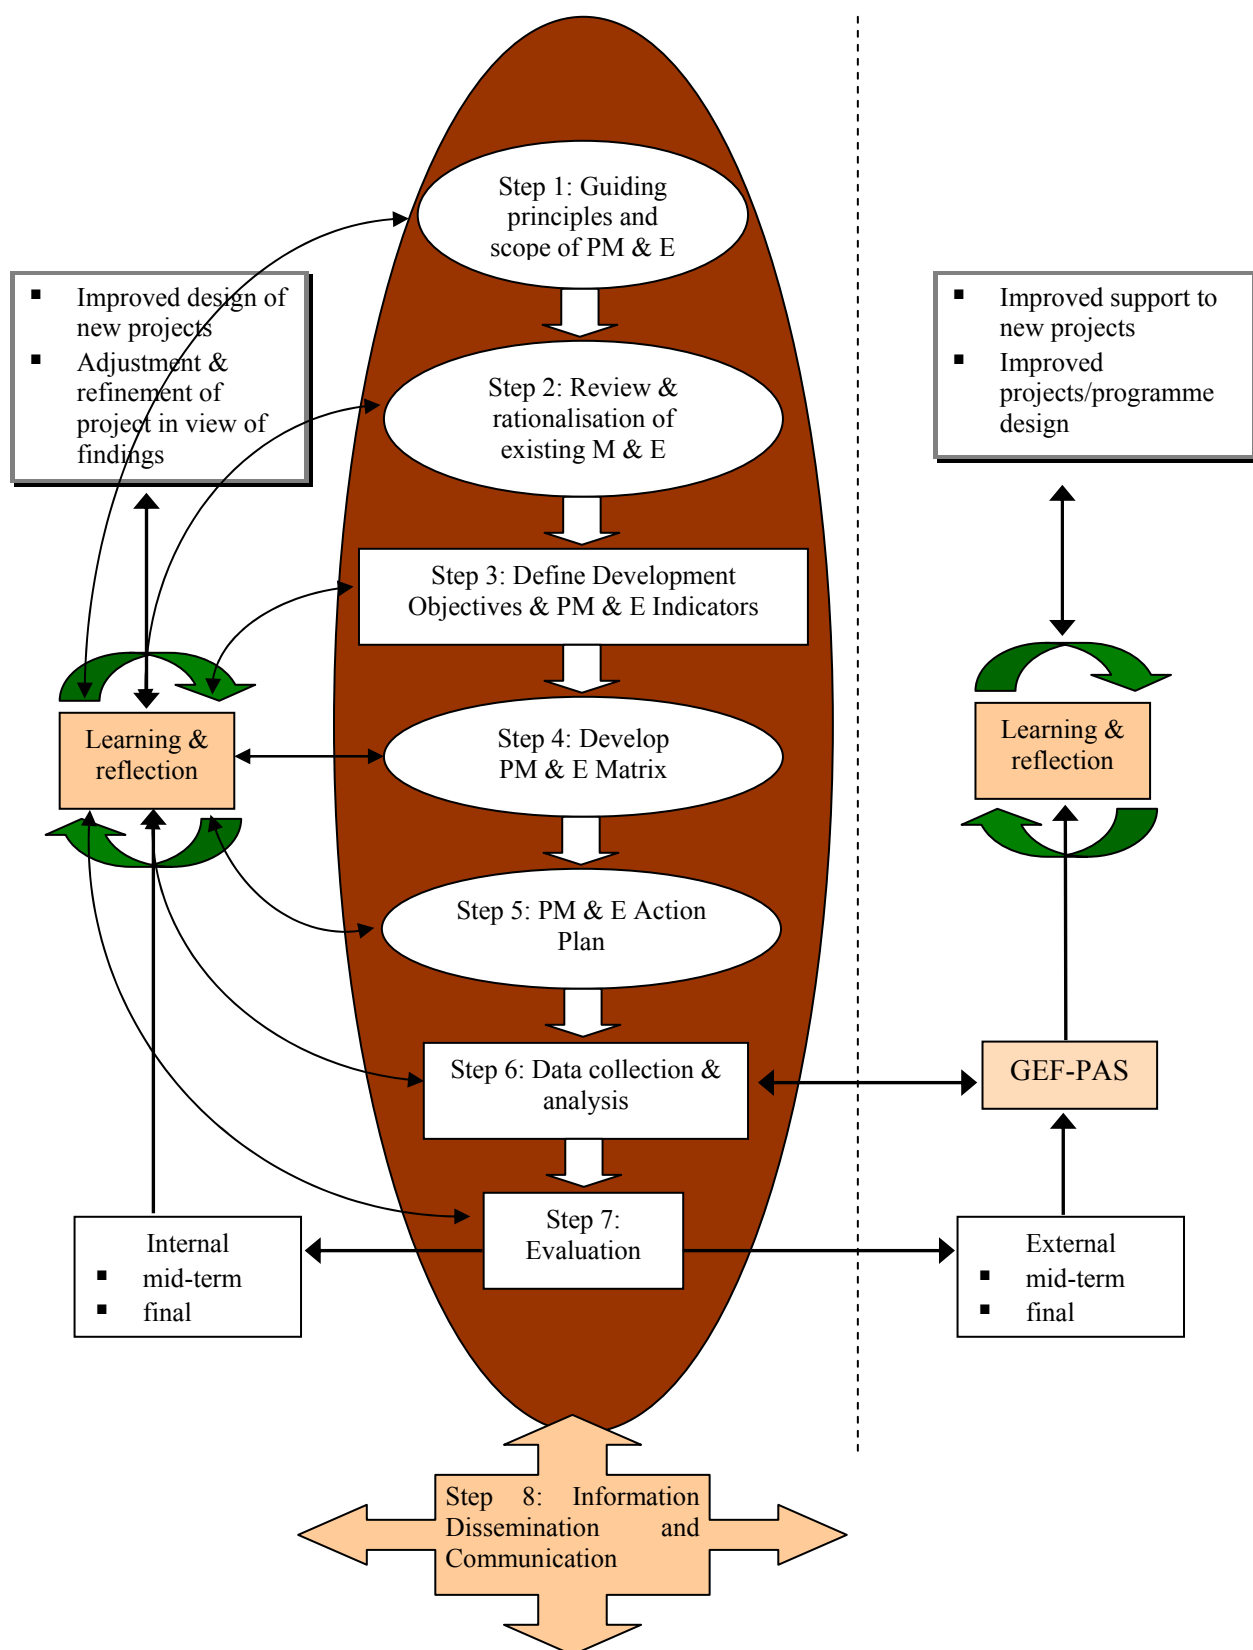 Step 1: Guiding
principles and
scope of PM & E
▪ Improved design of
new projects
▪ Adjustment &
refinement of
project in view of
findings
▪ Improved support to
new projects
▪ Improved
projects/programme
design
Step 2: Review &
rationalisation of
existing M & E
Step 3: Define Development
Objectives & PM & E Indicators
Learning &
reflection
Step 4: Develop
PM & E Matrix
Learning &
reflection
Step 5: PM & E Action
Plan
Step 6: Data collection &
analysis
GEF-PAS
Internal
▪ mid-term
▪ final
Step 7:
Evaluation
External
▪ mid-term
▪ final
Step 8: Information
Dissemination and
Communication